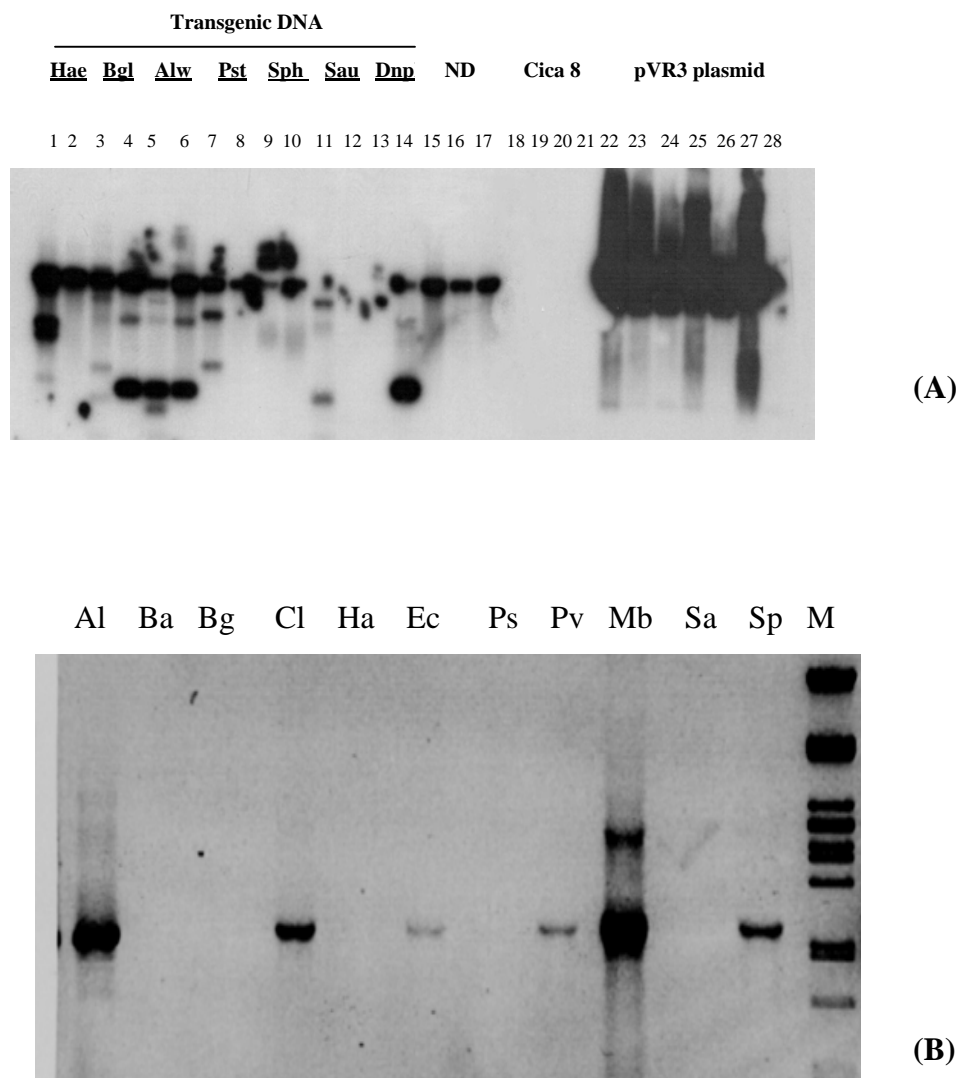 Transgenic DNA
Hae Bgl Alw Pst Sph Sau Dnp ND Cica 8 pVR3 plasmid
1 2 3 4 5 6 7 8 9 10 11 12 13 14 15 16 17 18 19 20 21 22 23 24 25 26 27 28
(A)
Al Ba Bg Cl Ha Ec Ps Pv Mb Sa Sp M
(B)